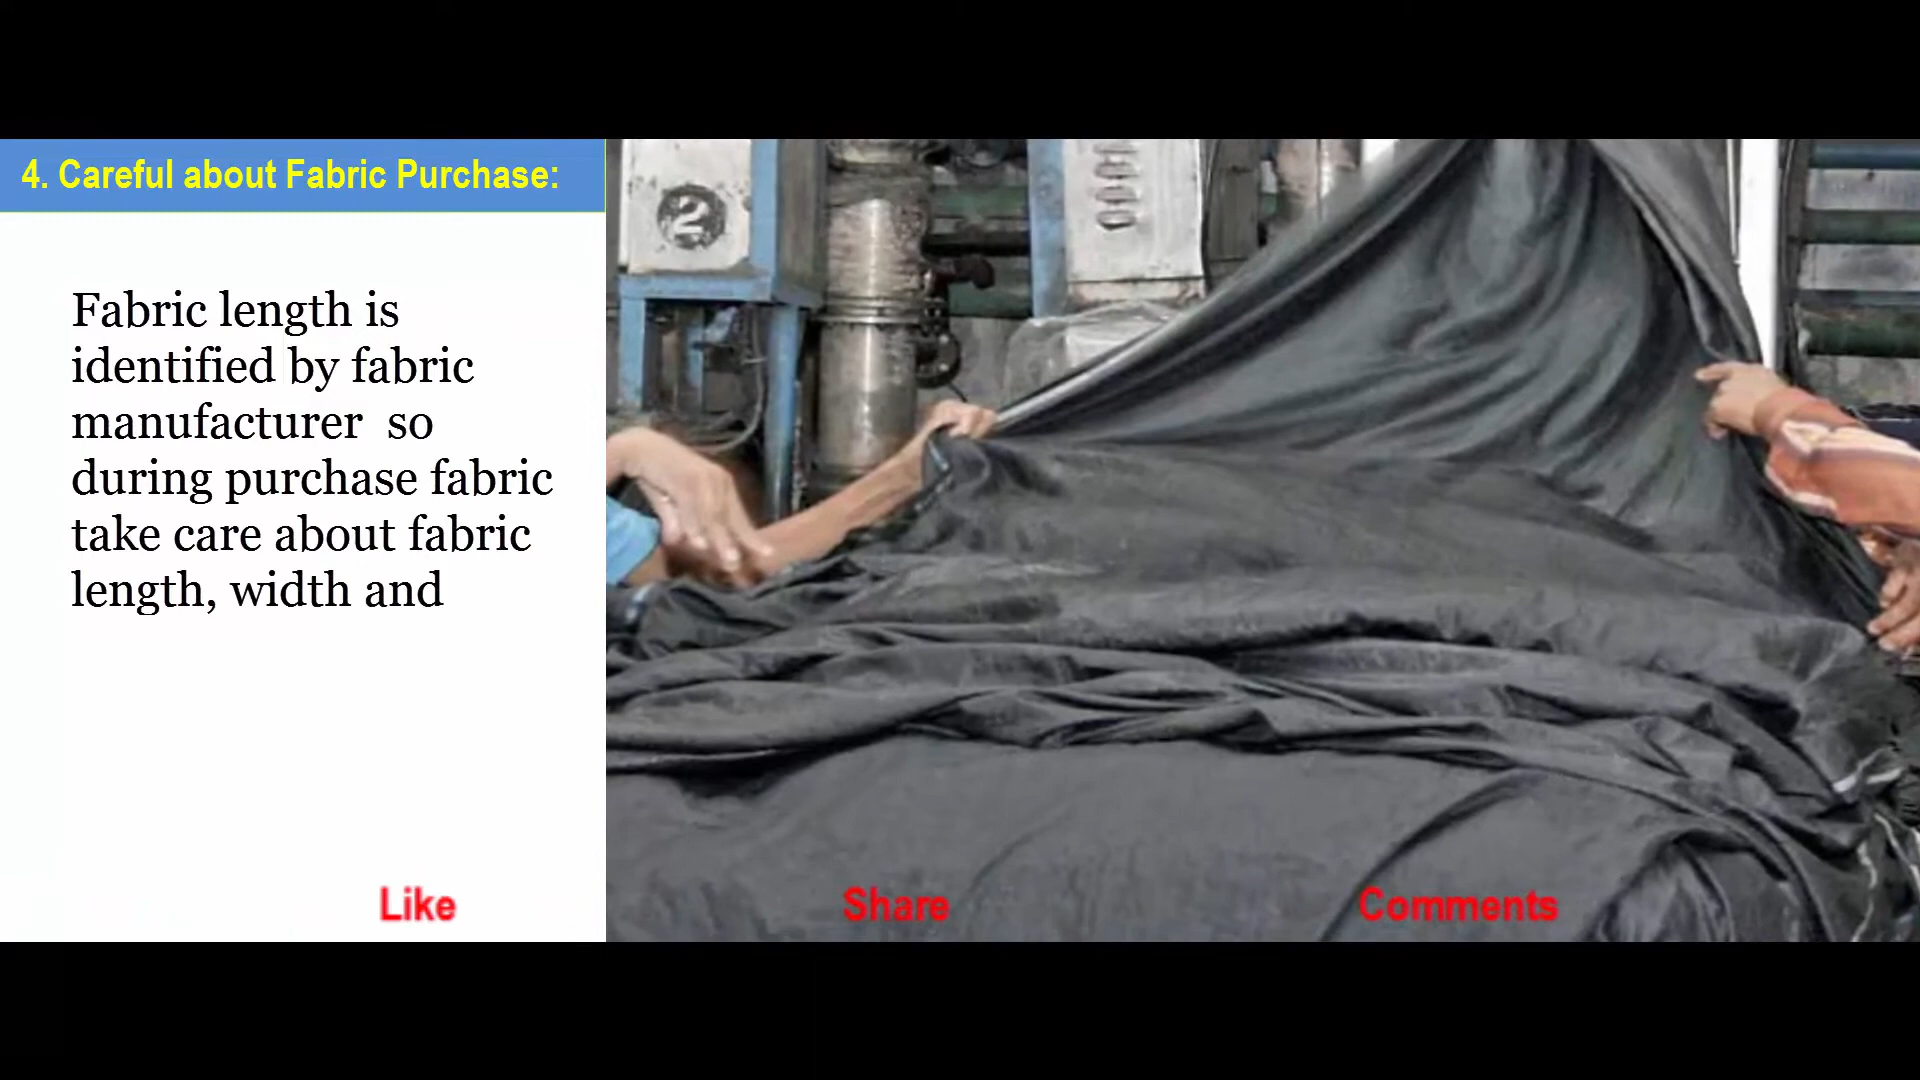 4. Careful about Fabric Purchase:
2
Fabric length is
identified by fabric
manufacturer  so
during purchase fabric
take care about fabric
length, width and
Like
Share
Comments